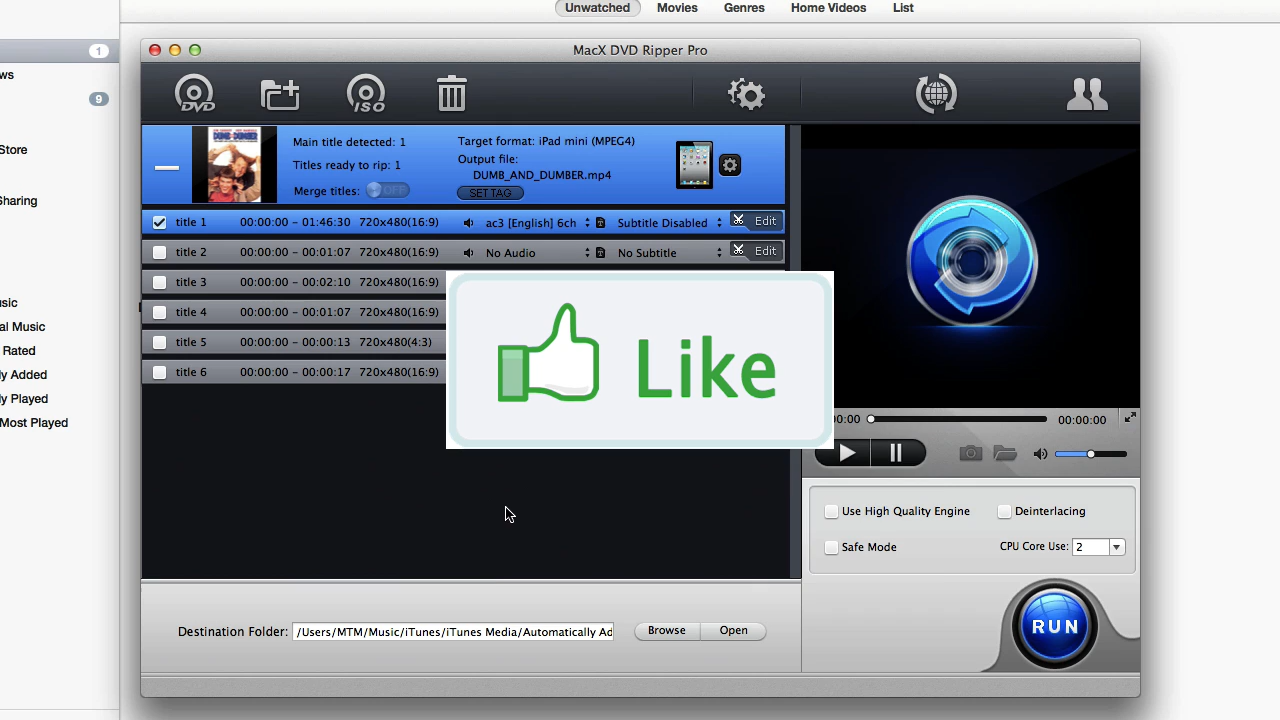 Unwatched Movies Genres Home Videos List
1
ws
9
Store
Sharing
usic
al Music
Rated
ly Added
ly Played
Most Played
MacX DVD Ripper Pro
DVD
ISO
Main title detected: 1
Titles ready to rip: 1
Merge titles: OFF
Target format: iPad mini (MPEG4)
Output file:
DUMB_AND_DUMBER.mp4
SET TAG
title 1 00:00:00 – 01:46:30 720x480(16:9) ac3 [English] 6ch T Subtitle Disabled Edit
title 2 00:00:00 – 00:01:07 720x480(16:9) No Audio T No Subtitle Edit
title 3 00:00:00 – 00:02:10 720x480(16:9)
title 4 00:00:00 – 00:01:07 720x480(16:9)
title 5 00:00:00 – 00:00:13 720x480(4:3)
title 6 00:00:00 – 00:00:17 720x480(16:9)
Like
00:00 00:00:00
Use High Quality Engine Deinterlacing
Safe Mode CPU Core Use: 2
Destination Folder: /Users/MTM/Music/iTunes/iTunes Media/Automatically Ad Browse Open
RUN